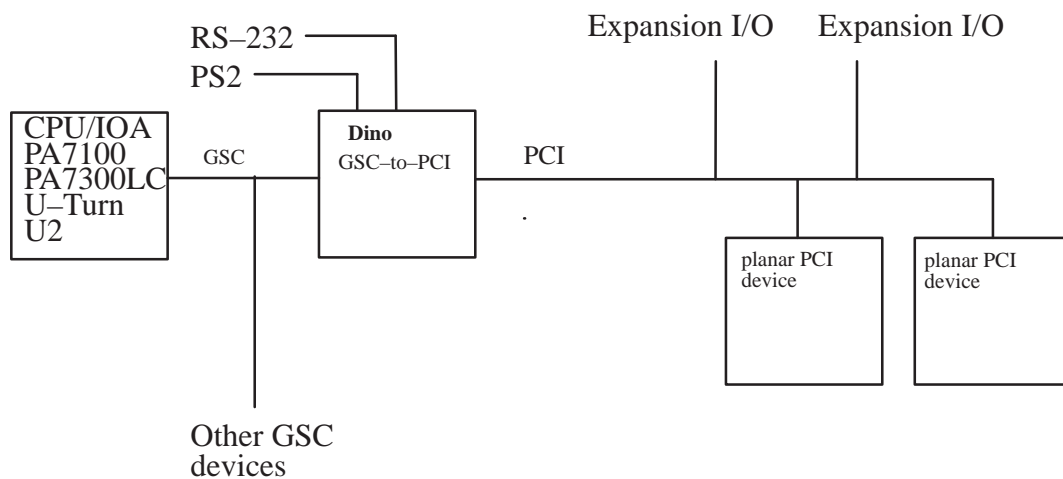 RS–232
PS2
Expansion I/O
Expansion I/O
CPU/IOA
PA7100
PA7300LC
U–Turn
U2
GSC
Dino
GSC–to–PCI
PCI
.
planar PCI
device
planar PCI
device
Other GSC
devices